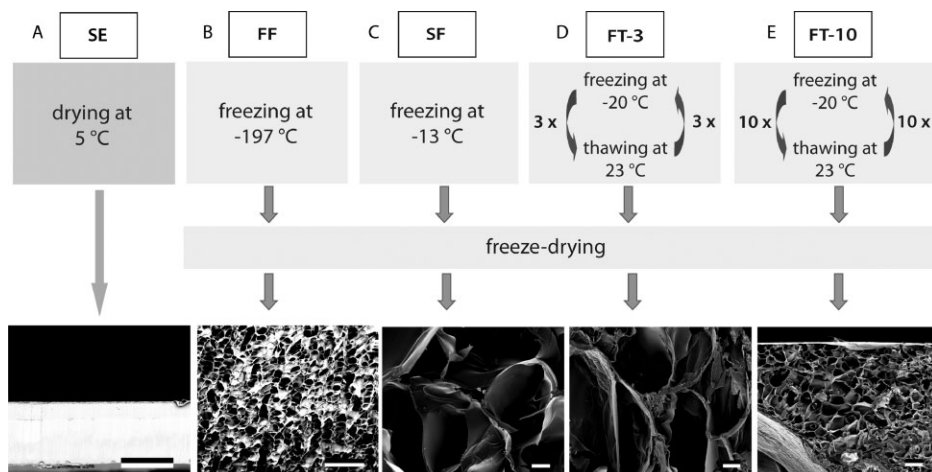 A SE
B FF
C SF
D FT-3
E FT-10
drying at
5 °C
freezing at
-197 °C
freezing at
-13 °C
freezing at
-20 °C
3 x 3 x
thawing at
23 °C
freezing at
-20 °C
10 x 10 x
thawing at
23 °C
freeze-drying